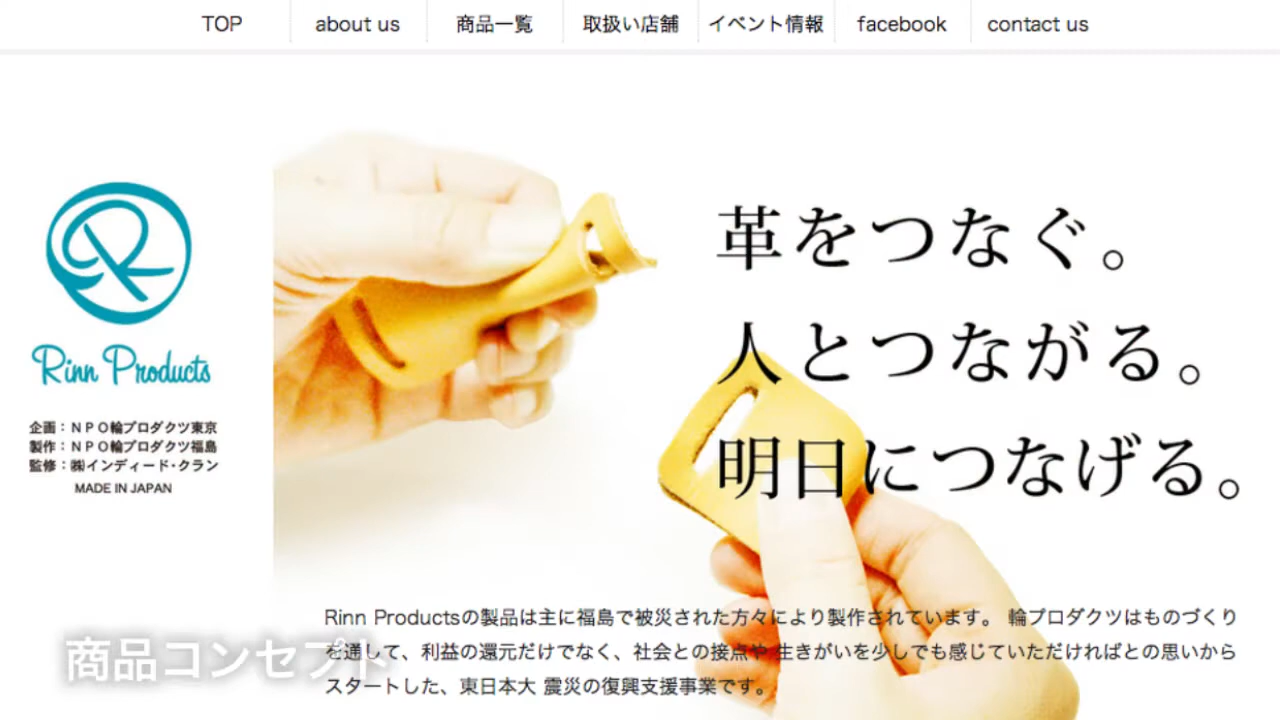 TOP
about us
商品一覧
取扱い店舗
イベント情報
facebook
contact us
R
Rinn Products
企画：ＮＰＯ輪プロダクツ東京
製作：ＮＰＯ輪プロダクツ福島
監修：㈱インディード・クラン
MADE IN JAPAN
革をつなぐ。
人とつながる。
明日につなげる。
Rinn Productsの製品は主に福島で被災された方々により製作されています。 輪プロダクツはものづくり
を通して、利益の還元だけでなく、社会との接点や 生きがいを少しでも感じていただければとの思いから
スタートした、東日本大 震災の復興支援事業です。
商品コンセプト